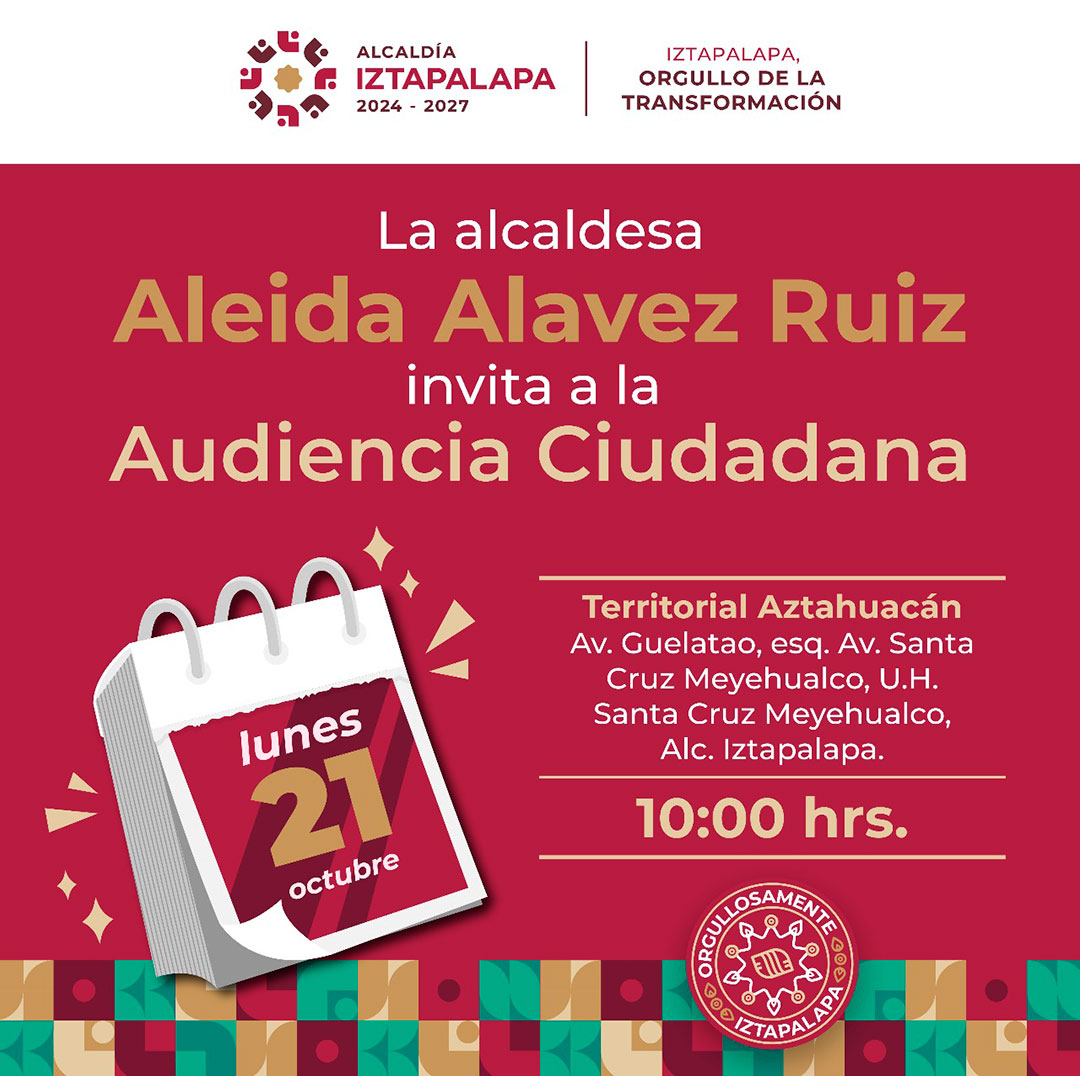 ALCALDÍA
IZTAPALAPA
2024 - 2027
IZTAPALAPA,
ORGULLO DE LA
TRANSFORMACIÓN
La alcaldesa
Aleida Alavez Ruiz
invita a la
Audiencia Ciudadana
lunes
21
octubre
Territorial Aztahuacán
Av. Guelatao, esq. Av. Santa
Cruz Meyehualco, U.H.
Santa Cruz Meyehualco,
Alc. Iztapalapa.
10:00 hrs.
ORGULLOSAMENTE
IZTAPALAPA